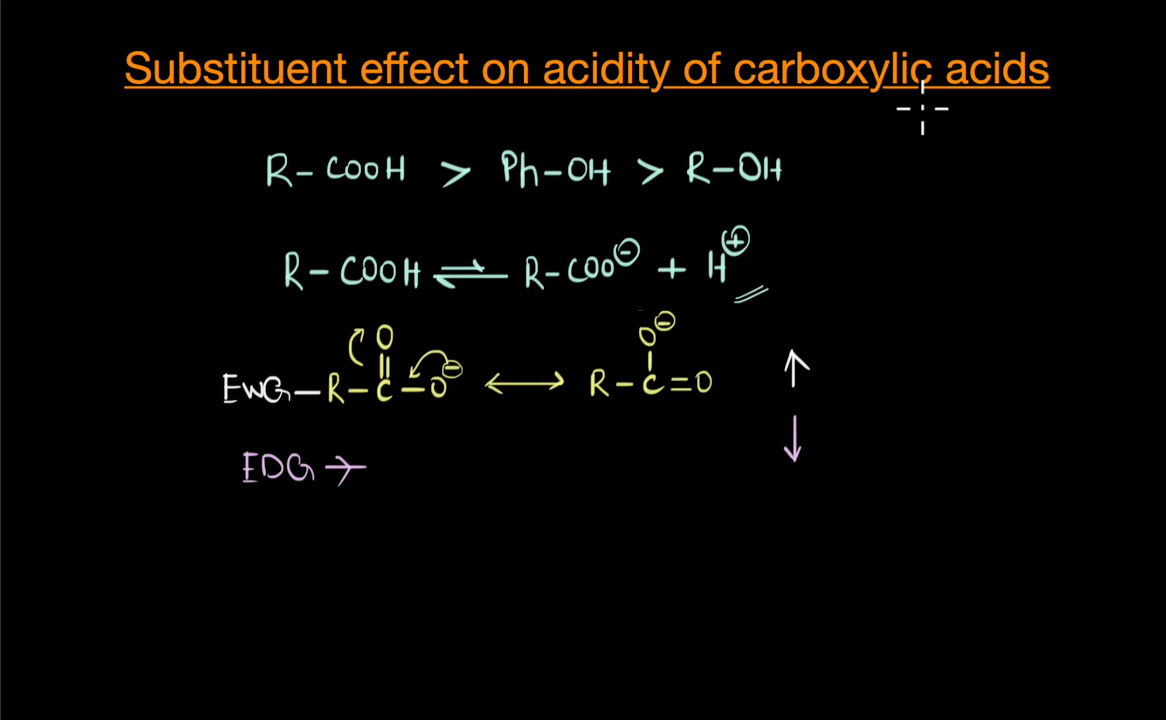 Substituent effect on acidity of carboxylic acids
R-COOH > Ph-OH > R-OH
R-COOH ⇌ R-COO⊖ + H⊕
O O⊖
EWG-R-C-O⊖ ↔ R-C=O ↑
EDG → ↓